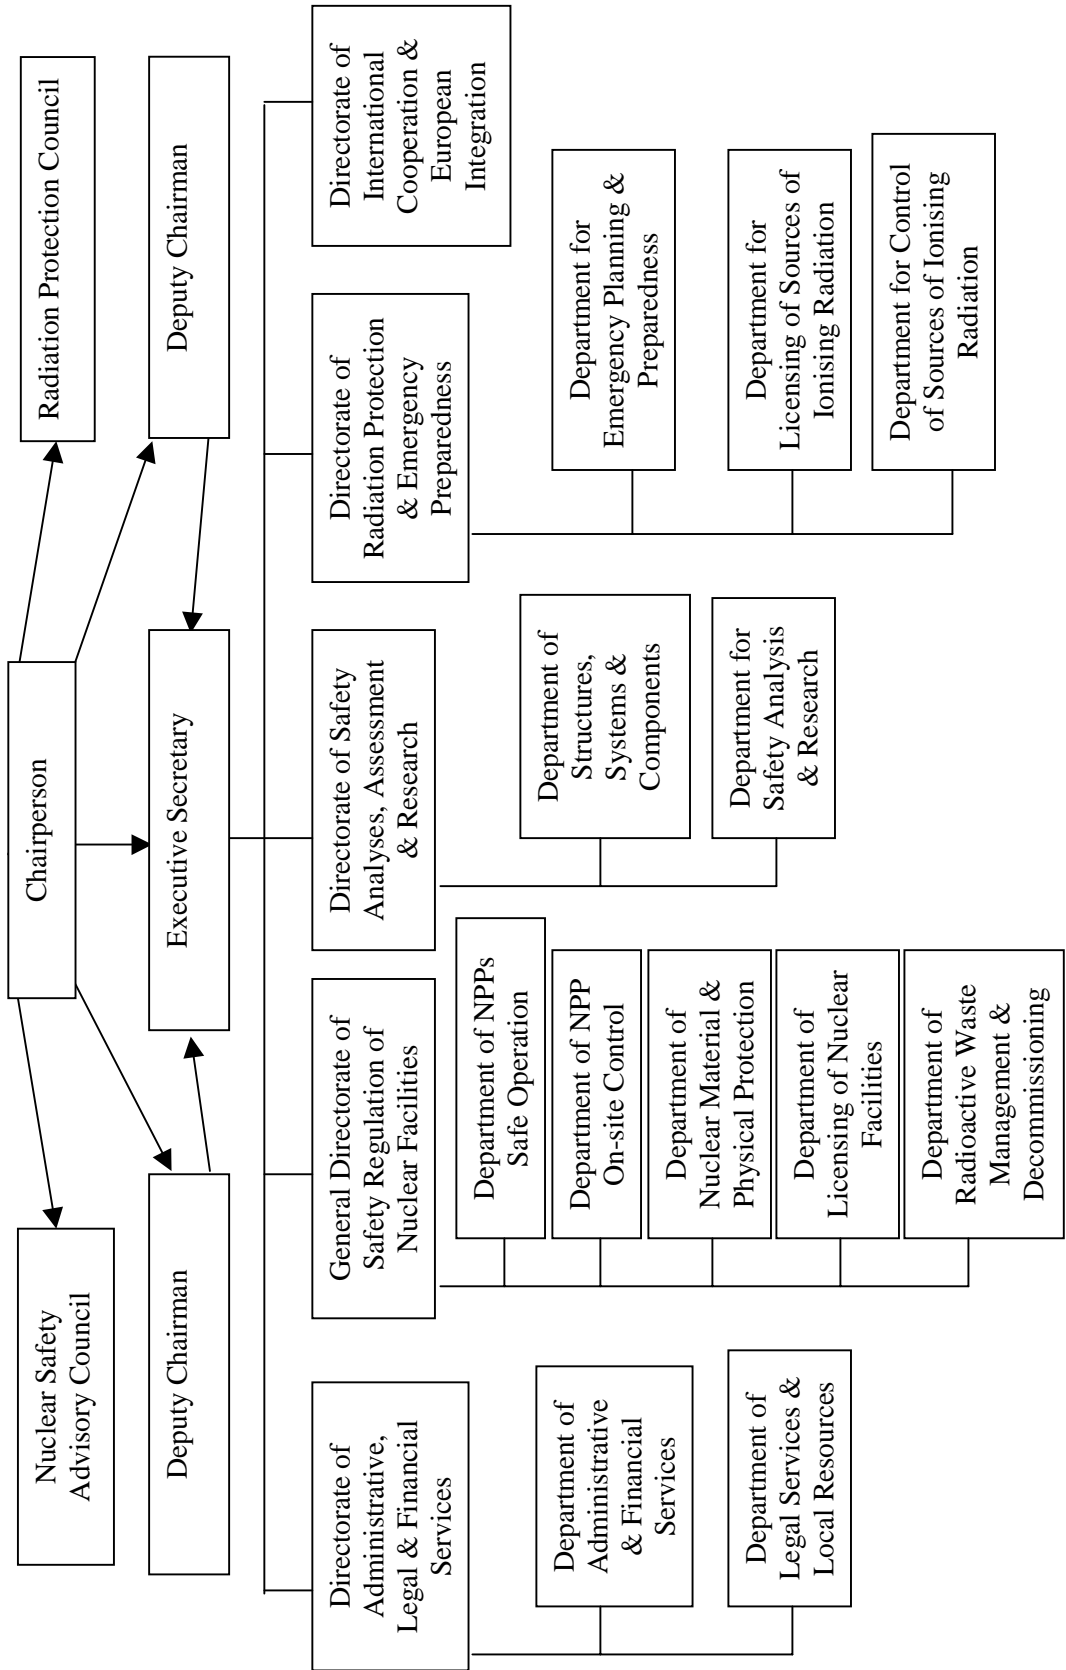 Chairperson
Nuclear Safety
Advisory Council
Radiation Protection Council
Deputy Chairman
Executive Secretary
Deputy Chairman
Directorate of
Administrative,
Legal & Financial
Services
General Directorate of
Safety Regulation of
Nuclear Facilities
Directorate of Safety
Analyses, Assessment
& Research
Directorate of
Radiation Protection
& Emergency
Preparedness
Directorate of
International
Cooperation &
European
Integration
Department of
Administrative
& Financial
Services
Department of
Legal Services &
Local Resources
Department of NPPs
Safe Operation
Department of NPP
On-site Control
Department of
Nuclear Material &
Physical Protection
Department of
Licensing of Nuclear
Facilities
Department of
Radioactive Waste
Management &
Decommissioning
Department of
Structures,
Systems &
Components
Department for
Safety Analysis
& Research
Department for
Emergency Planning &
Preparedness
Department for
Licensing of Sources of
Ionising Radiation
Department for Control
of Sources of Ionising
Radiation